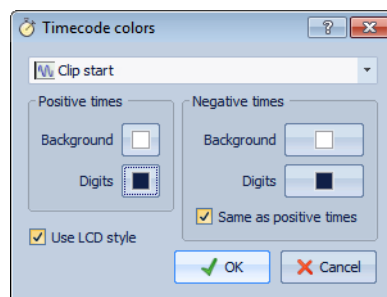 Timecode colors
Clip start
Positive times
Background
Digits
Negative times
Background
Digits
Same as positive times
Use LCD style
OK
Cancel